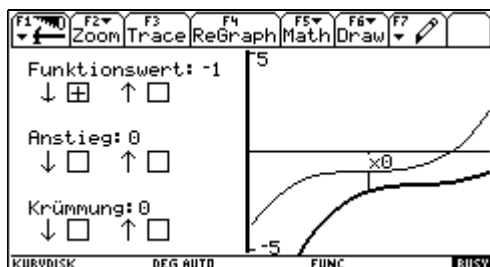 F1 F2 F3 F4 F5 F6 F7
Zoom Trace ReGraph Math Draw
Funktionswert: -1
↓ ↑
Anstieg: 0
↓ ↑
Krümmung: 0
↓ ↑
5
x0
-5
KURVDISK DEG AUTO FUNC BUSY